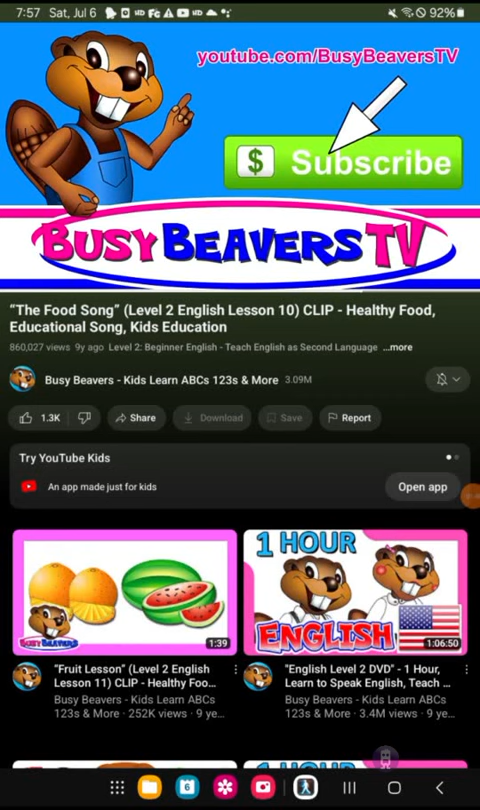 7:57 Sat, Jul 6
92%
youtube.com/BusyBeaversTV
$ Subscribe
BUSY BEAVERS TV
“The Food Song” (Level 2 English Lesson 10) CLIP - Healthy Food,
Educational Song, Kids Education
860,027 views 9y ago Level 2: Beginner English - Teach English as Second Language ...more
Busy Beavers - Kids Learn ABCs 123s & More 3.09M
1.3K Share Download Save Report
Try YouTube Kids
An app made just for kids
Open app
BUSY BEAVERS
1:39
1 HOUR
ENGLISH
1:06:50
“Fruit Lesson” (Level 2 English
Lesson 11) CLIP - Healthy Foo...
Busy Beavers - Kids Learn ABCs
123s & More · 252K views · 9 ye...
"English Level 2 DVD" - 1 Hour,
Learn to Speak English, Teach ...
Busy Beavers - Kids Learn ABCs
123s & More · 3.4M views · 9 ye...
6